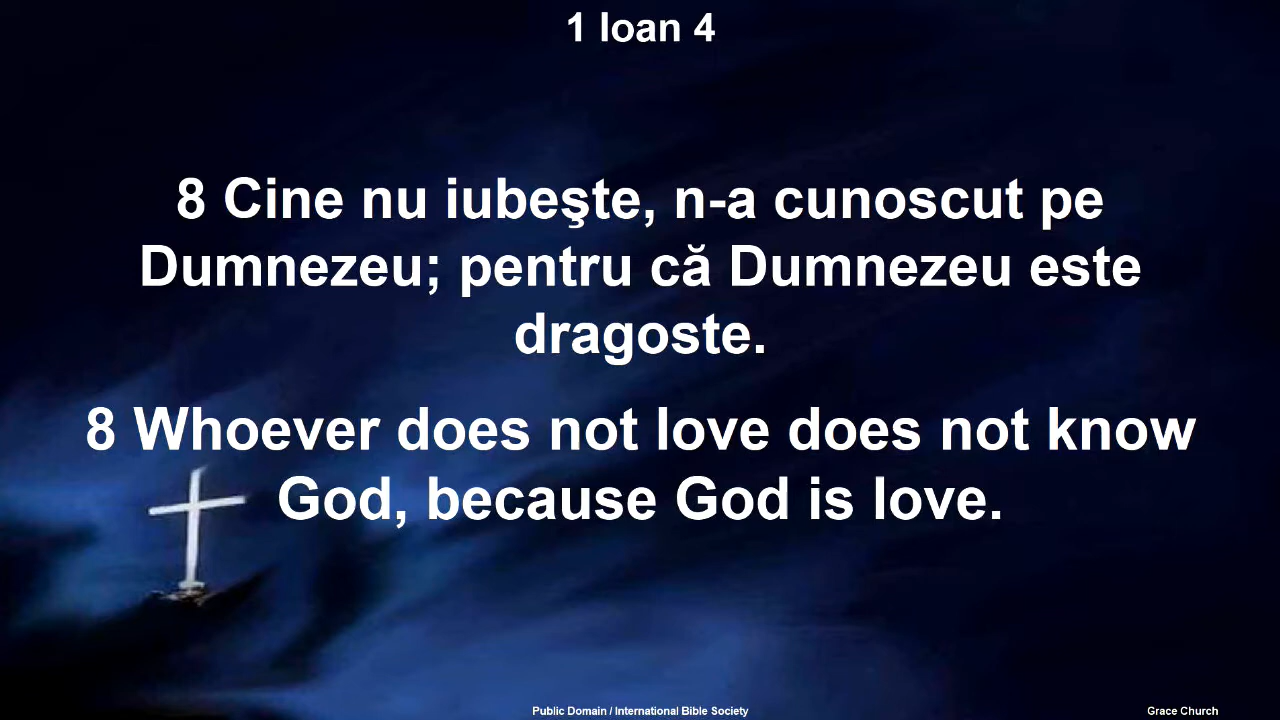 1 Ioan 4
8 Cine nu iubeşte, n-a cunoscut pe
Dumnezeu; pentru că Dumnezeu este
dragoste.
8 Whoever does not love does not know
God, because God is love.
Public Domain / International Bible Society
Grace Church